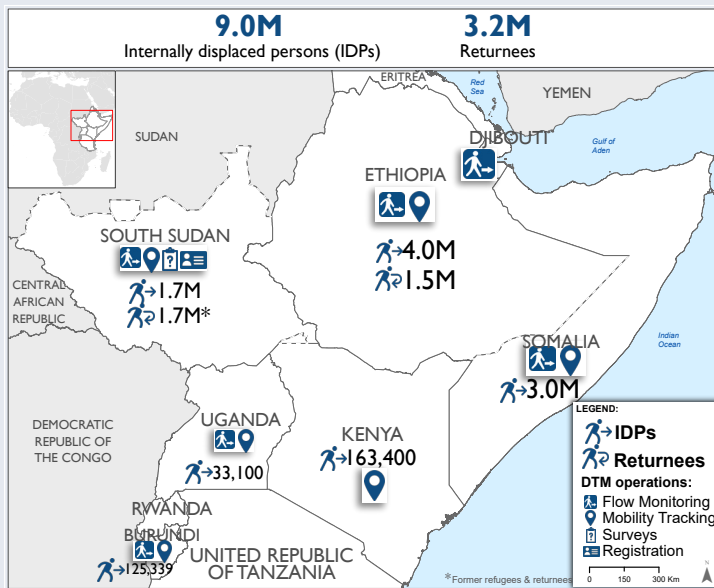 9.0M
Internally displaced persons (IDPs)
3.2M
Returnees
ERITREA
Red
Sea
YEMEN
SUDAN
DJIBOUTI
Gulf of
Aden
ETHIOPIA
4.0M
1.5M
SOUTH SUDAN
1.7M
1.7M*
CENTRAL
AFRICAN
REPUBLIC
Indian
Ocean
SOMALIA
3.0M
DEMOCRATIC
REPUBLIC OF
THE CONGO
UGANDA
33,100
KENYA
163,400
RWANDA
BURUNDI
125,339
UNITED REPUBLIC
OF TANZANIA
LEGEND:
IDPs
Returnees
DTM operations:
Flow Monitoring
Mobility Tracking
Surveys
Registration
0 150 300 Km
N
*Former refugees & returnees